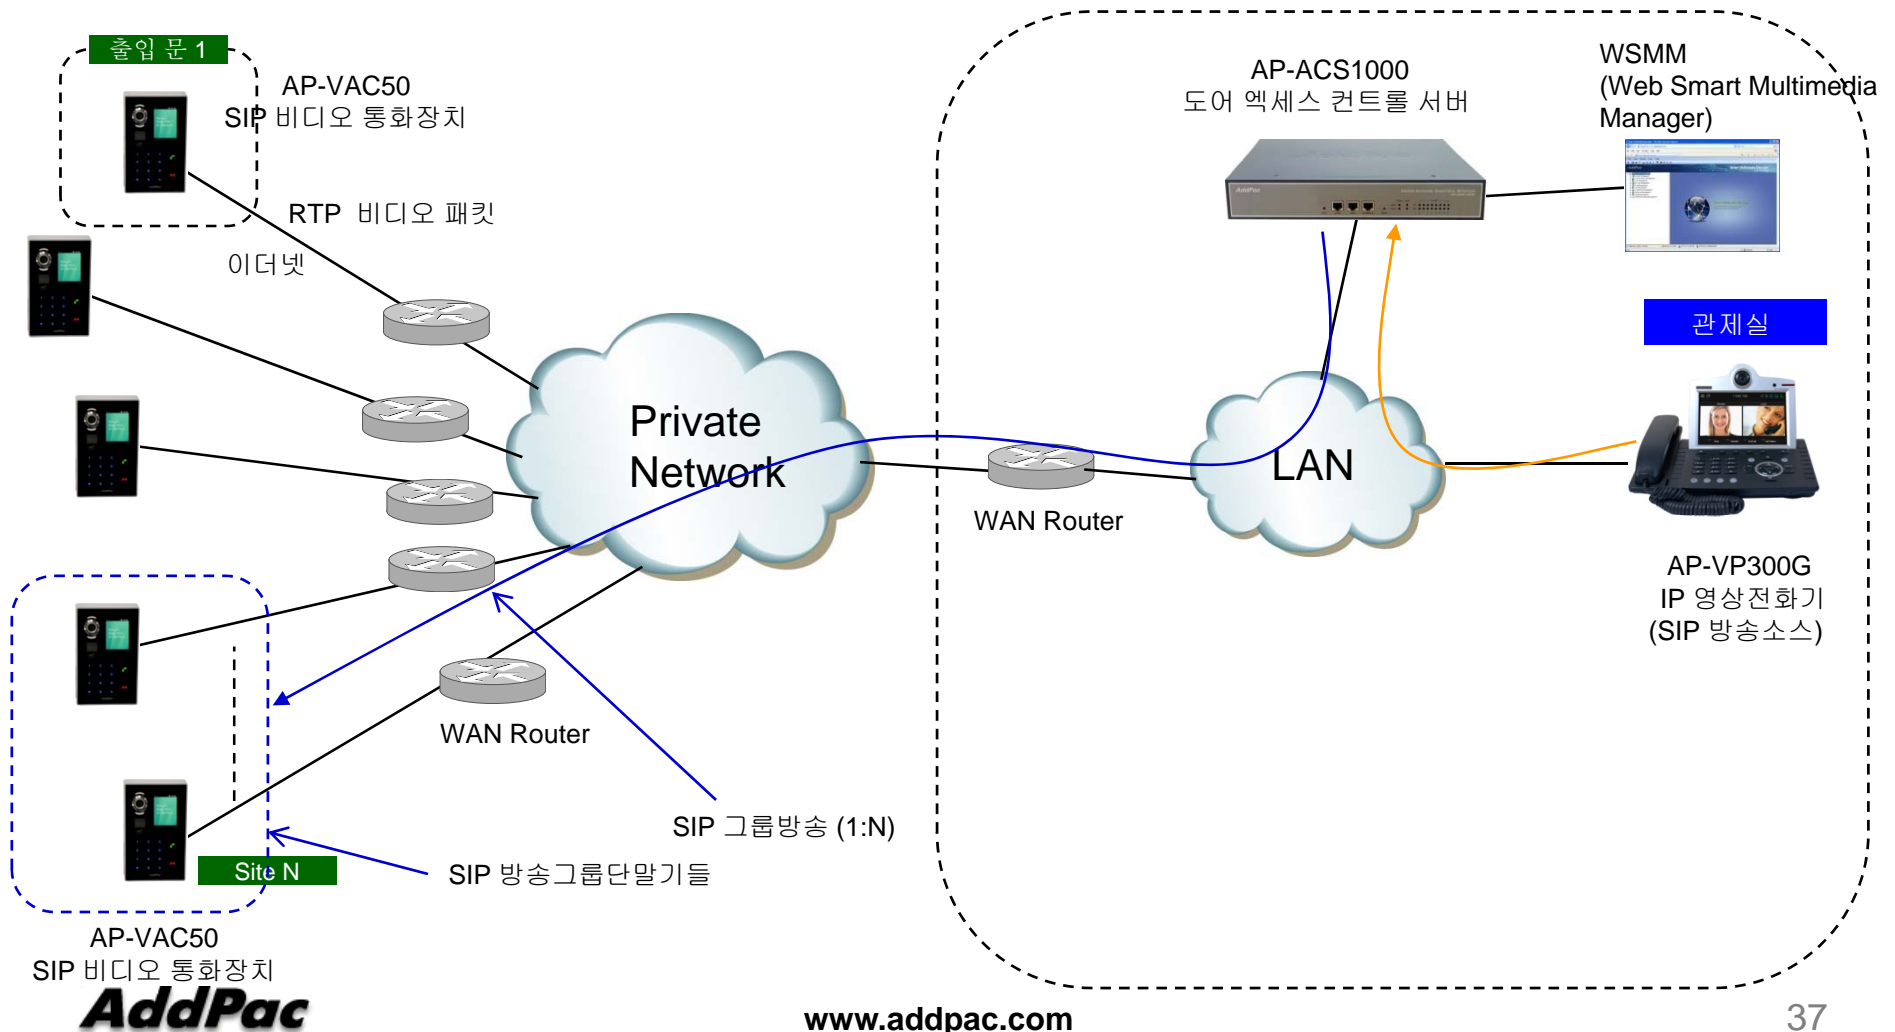 출입 문 1
AP-VAC50
SIP 비디오 통화장치
RTP 비디오 패킷
이더넷
Private
Network
WAN Router
SIP 그룹방송 (1:N)
SIP 방송그룹단말기들
Site N
AP-VAC50
SIP 비디오 통화장치
AP-ACS1000
도어 엑세스 컨트롤 서버
WSMM
(Web Smart Multimedia
Manager)
관제실
WAN Router
LAN
AP-VP300G
IP 영상전화기
(SIP 방송소스)
AddPac
www.addpac.com
37